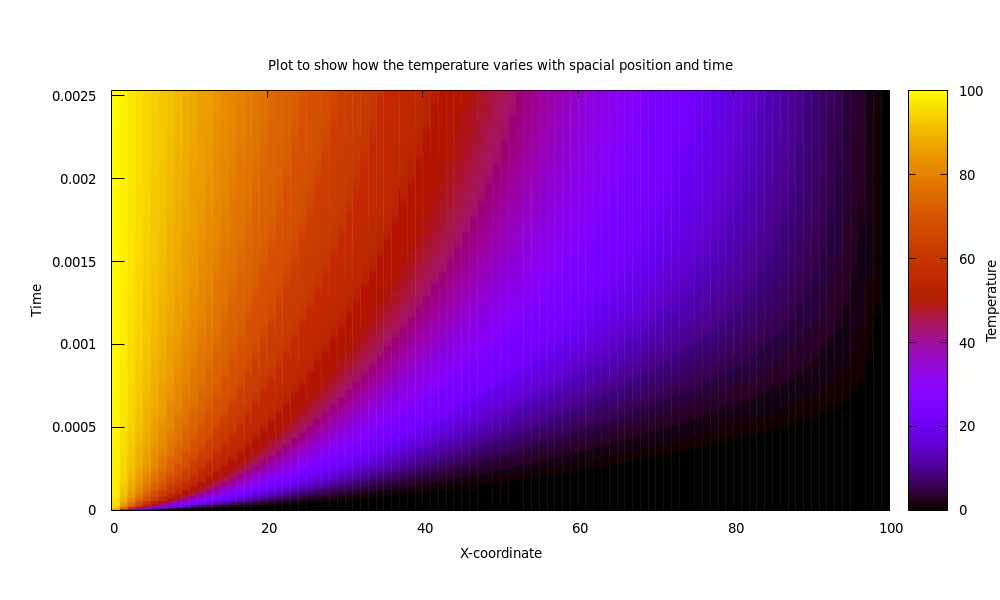 Plot to show how the temperature varies with spacial position and time
0.0025
0.002
0.0015
0.001
0.0005
0
Time
0 20 40 60 80 100
X-coordinate
100
80
60
40
20
0
Temperature